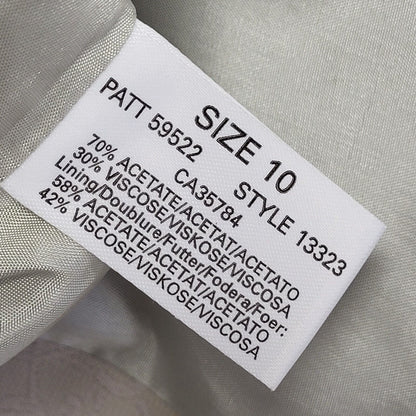 SIZE 10
PATT 59522 STYLE 13323
CA35784
70% ACETATE/ACETAT/ACETATO
30% VISCOSE/VISKOSE/VISCOSA
Lining/Doublure/Futter/Fodera/Foer:
58% ACETATE/ACETAT/ACETATO
42% VISCOSE/VISKOSE/VISCOSA